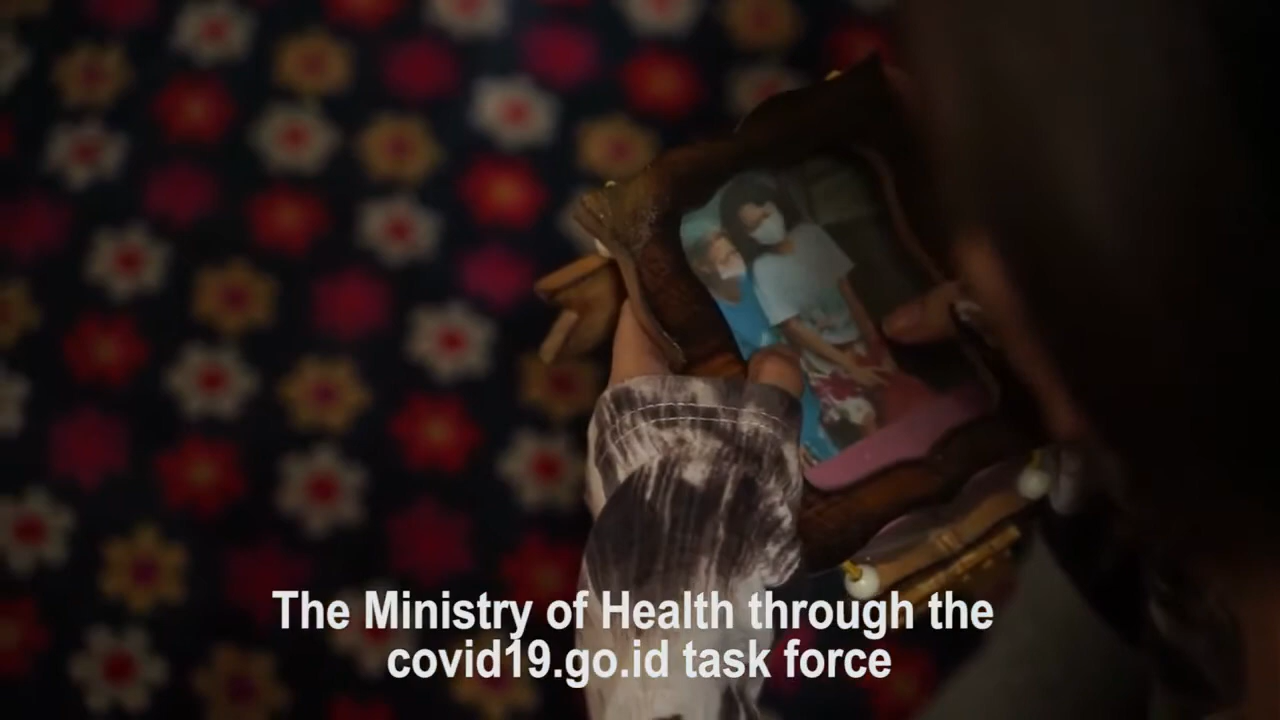 The Ministry of Health through the
covid19.go.id task force